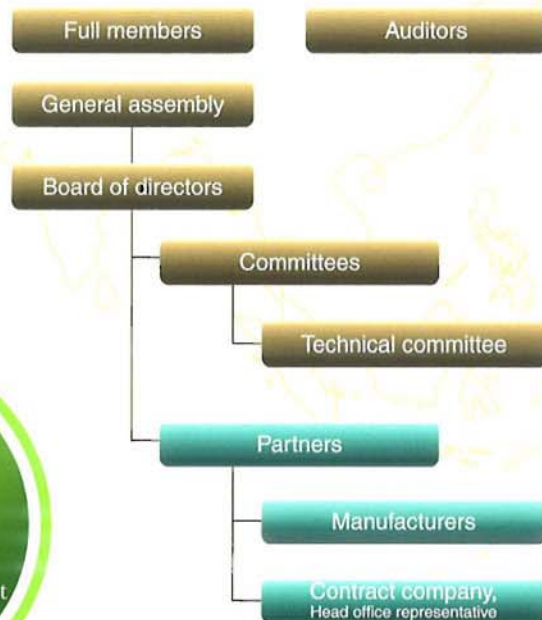 Full members
Auditors
General assembly
Board of directors
Committees
Technical committee
Partners
Manufacturers
Contract company,
Head office representative